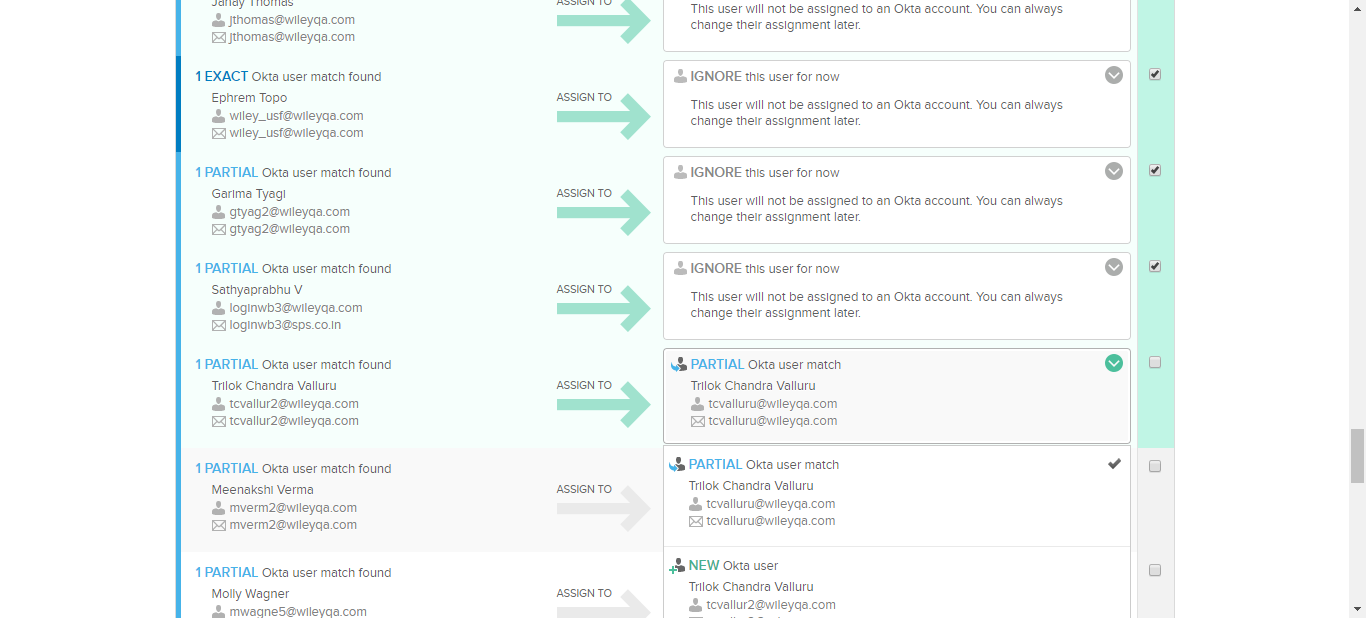 Janay Thomas
jthomas@wileyqa.com
jthomas@wileyqa.com
ASSIGN TO
This user will not be assigned to an Okta account. You can always
change their assignment later.
1 EXACT Okta user match found
Ephrem Topo
wiley_usf@wileyqa.com
wiley_usf@wileyqa.com
ASSIGN TO
IGNORE this user for now
This user will not be assigned to an Okta account. You can always
change their assignment later.
1 PARTIAL Okta user match found
Garima Tyagi
gtyag2@wileyqa.com
gtyag2@wileyqa.com
ASSIGN TO
IGNORE this user for now
This user will not be assigned to an Okta account. You can always
change their assignment later.
1 PARTIAL Okta user match found
Sathyaprabhu V
loginwb3@wileyqa.com
loginwb3@sps.co.in
ASSIGN TO
IGNORE this user for now
This user will not be assigned to an Okta account. You can always
change their assignment later.
1 PARTIAL Okta user match found
Trilok Chandra Valluru
tcvallur2@wileyqa.com
tcvallur2@wileyqa.com
ASSIGN TO
PARTIAL Okta user match
Trilok Chandra Valluru
tcvalluru@wileyqa.com
tcvalluru@wileyqa.com
1 PARTIAL Okta user match found
Meenakshi Verma
mverm2@wileyqa.com
mverm2@wileyqa.com
ASSIGN TO
PARTIAL Okta user match
Trilok Chandra Valluru
tcvalluru@wileyqa.com
tcvalluru@wileyqa.com
1 PARTIAL Okta user match found
Molly Wagner
mwagne5@wileyqa.com
ASSIGN TO
NEW Okta user
Trilok Chandra Valluru
tcvallur2@wileyqa.com